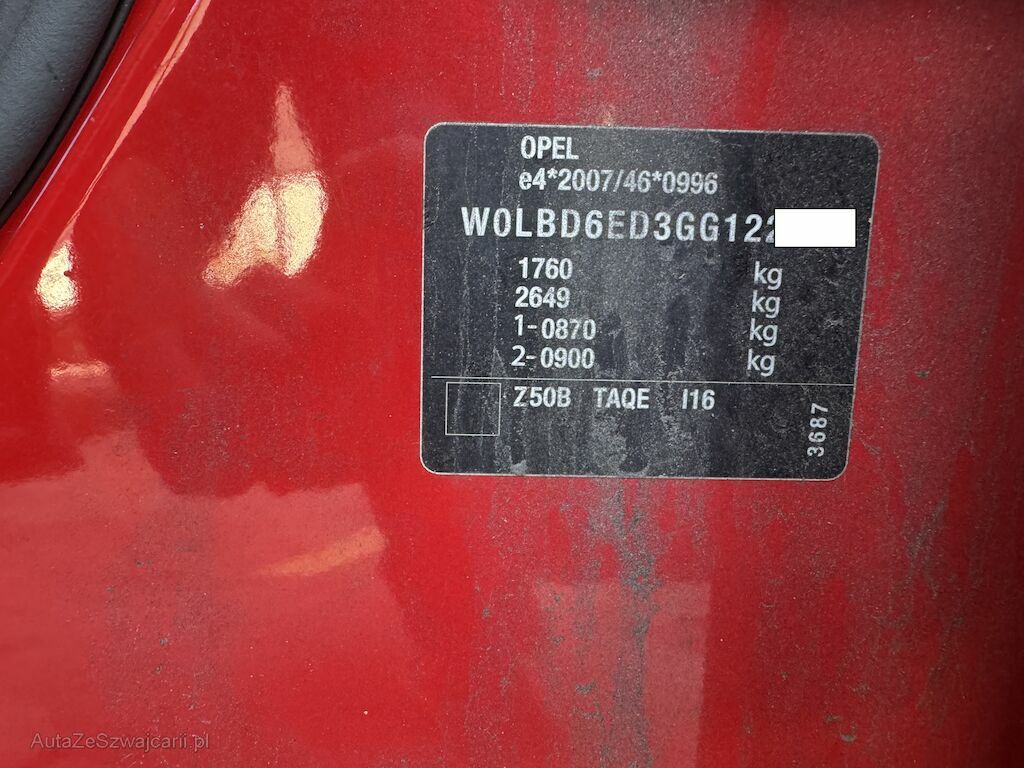 OPEL
e4*2007/46*0996
W0LBD6ED3GG122
1760 kg
2649 kg
1-0870 kg
2-0900 kg
Z50B TAQE I16
3687
AutaZeSzwajcarii.pl